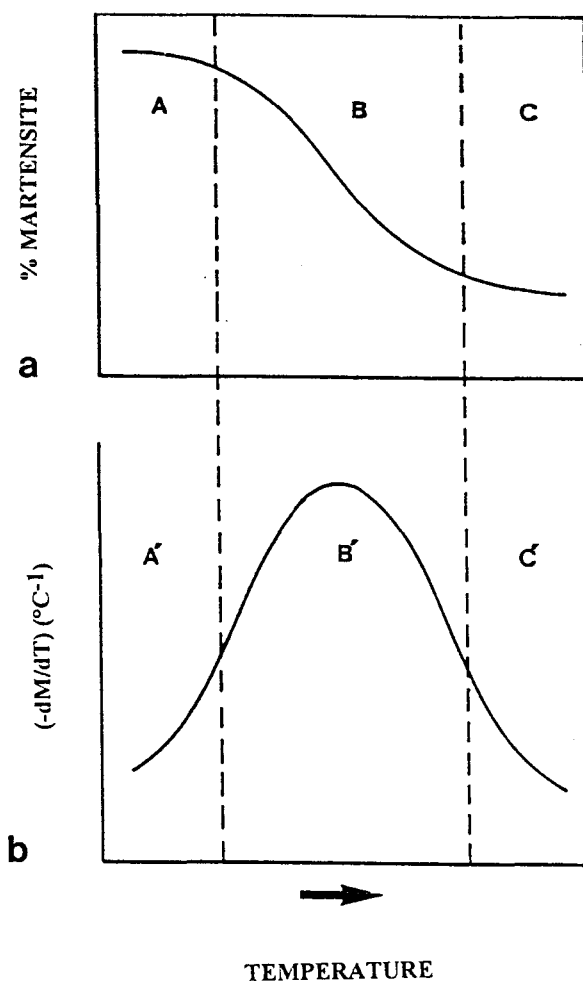 % MARTENSITE
A
B
C
a
(-dM/dT) (°C-1)
A′
B′
C′
b
TEMPERATURE